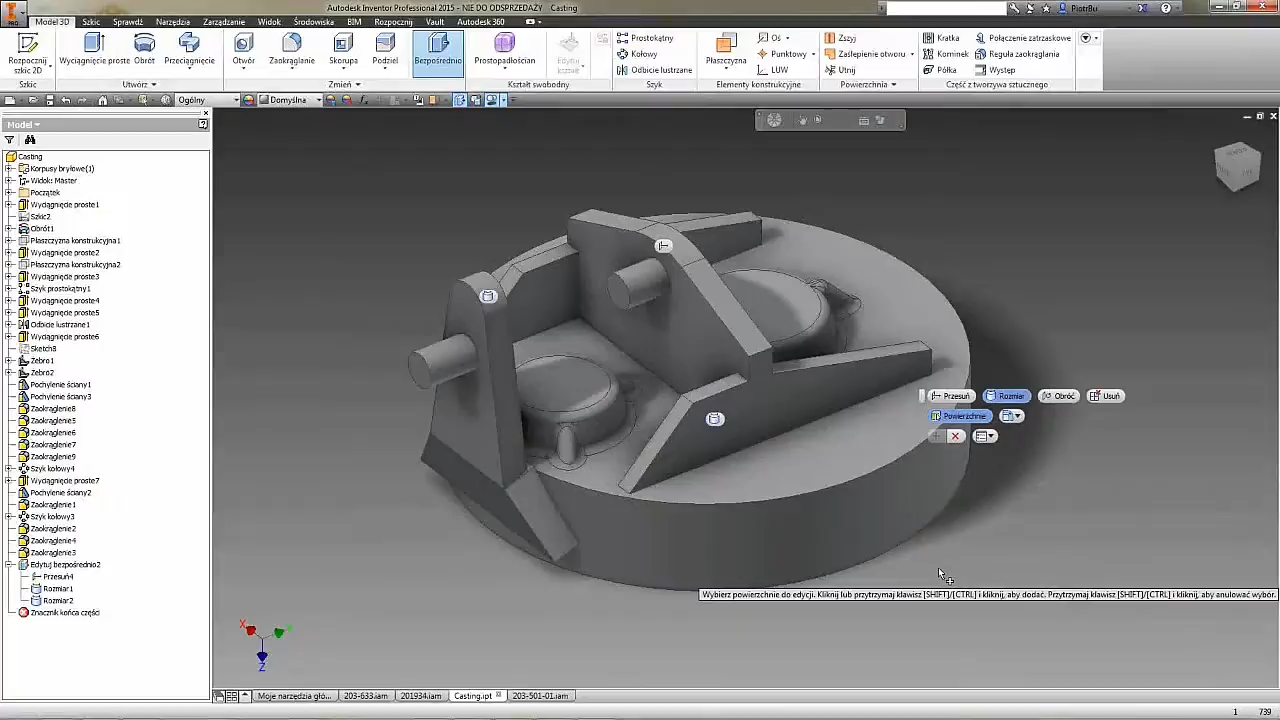 Autodesk Inventor Professional 2015 - NIE DO ODSPRZEDAŻY Casting
PiotrBu
PRO
Model 3D Szkic Sprawdź Narzędzia Zarządzanie Widok Środowiska BIM Rozpocznij Vault Autodesk 360
Rozpocznij szkic 2D
Wyciągnięcie proste
Obrót
Przeciągnięcie
Otwór
Zaokrąglanie
Skorupa
Podziel
Bezpośrednio
Prostopadłościan
Edytuj kształt
Prostokątny
Kołowy
Odbicie lustrzane
Płaszczyzna
Oś
Punktowy
LUW
Zszyj
Zaślepienie otworu
Utnij
Kratka
Kominek
Półka
Połączenie zatrzaskowe
Reguła zaokrąglania
Występ
Szkic
Utwórz
Zmień
Kształt swobodny
Szyk
Elementy konstrukcyjne
Powierzchnia
Część z tworzywa sztucznego
Ogólny
Domyślna
Model
Casting
Korpusy bryłowe(1)
Widok: Master
Początek
Wyciągnięcie proste1
Szkic2
Obrót1
Płaszczyzna konstrukcyjna1
Wyciągnięcie proste2
Płaszczyzna konstrukcyjna2
Wyciągnięcie proste3
Szyk prostokątny1
Wyciągnięcie proste4
Wyciągnięcie proste5
Odbicie lustrzane1
Wyciągnięcie proste6
Sketch8
Żebro1
Żebro2
Pochylenie ściany1
Pochylenie ściany3
Zaokrąglenie8
Zaokrąglenie5
Zaokrąglenie6
Zaokrąglenie7
Zaokrąglenie9
Szyk kołowy4
Wyciągnięcie proste7
Pochylenie ściany2
Zaokrąglenie1
Szyk kołowy3
Zaokrąglenie2
Zaokrąglenie4
Zaokrąglenie3
Edytuj bezpośrednio2
Przesuń4
Rozmiar1
Rozmiar2
Znacznik końca części
Przesuń Rozmiar Obróć Usuń
Powierzchnie
Wybierz powierzchnie do edycji. Kliknij lub przytrzymaj klawisz [SHIFT]/[CTRL] i kliknij, aby dodać. Przytrzymaj klawisz [SHIFT]/[CTRL] i kliknij, aby anulować wybór.
X
Z
Moje narzędzia głó... 203-633.iam 201934.iam Casting.ipt 203-501-01.iam
1 739